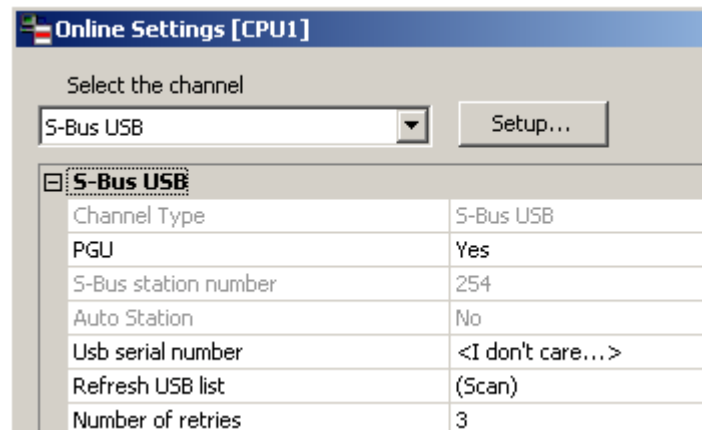 Online Settings [CPU1]
Select the channel
S-Bus USB Setup...
S-Bus USB
Channel Type S-Bus USB
PGU Yes
S-Bus station number 254
Auto Station No
Usb serial number <I don't care...>
Refresh USB list (Scan)
Number of retries 3